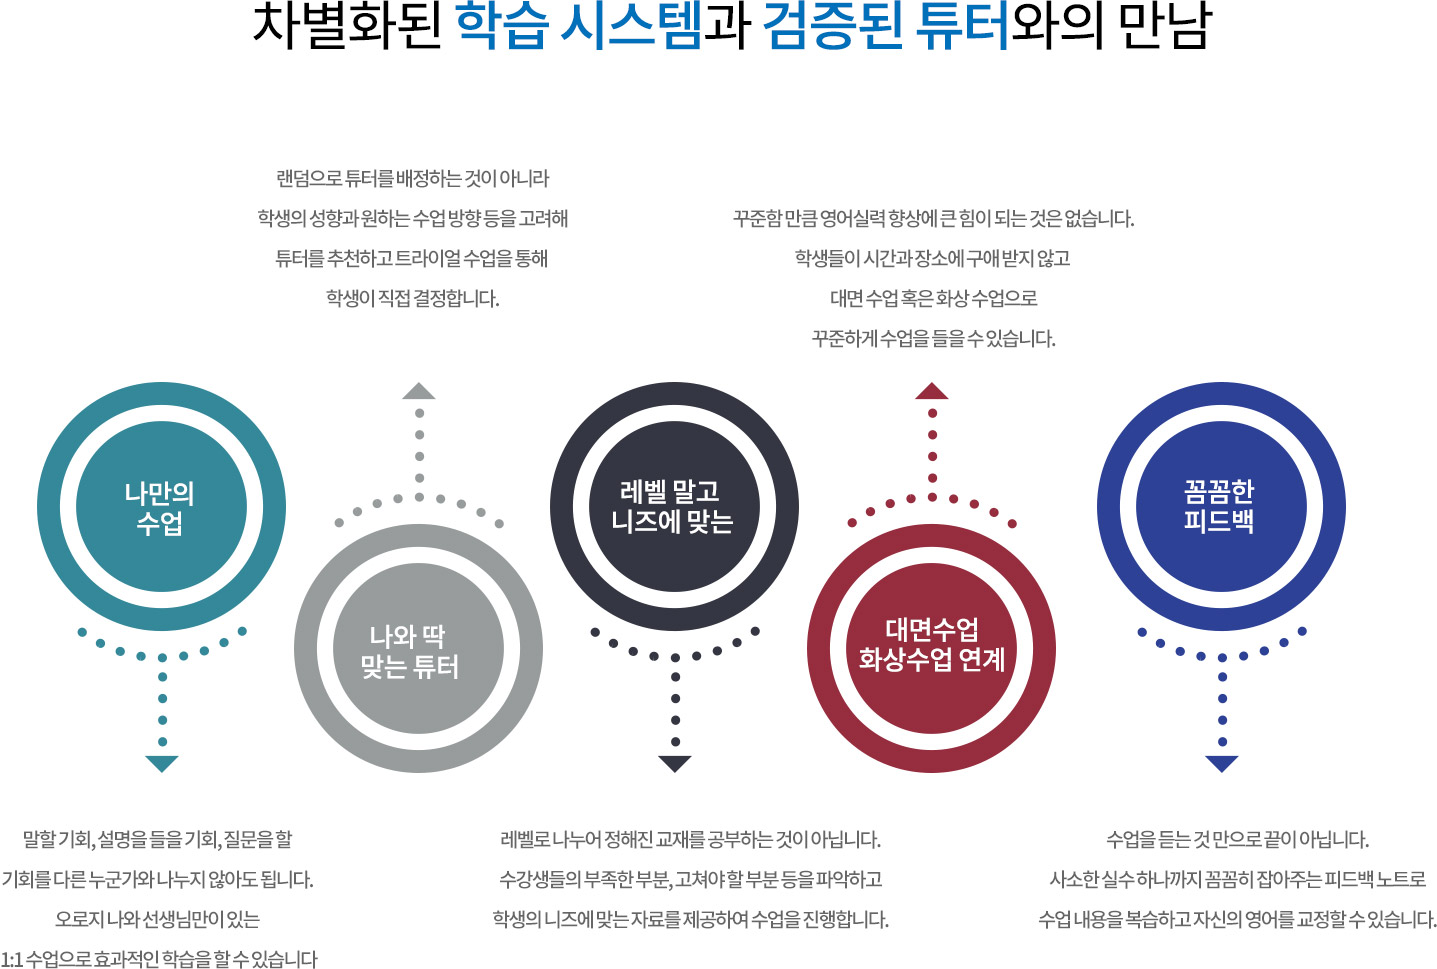 차별화된 학습 시스템과 검증된 튜터와의 만남
랜덤으로 튜터를 배정하는 것이 아니라
학생의 성향과 원하는 수업 방향 등을 고려해
튜터를 추천하고 트라이얼 수업을 통해
학생이 직접 결정합니다.
꾸준함 만큼 영어실력 향상에 큰 힘이 되는 것은 없습니다.
학생들이 시간과 장소에 구애 받지 않고
대면 수업 혹은 화상 수업으로
꾸준하게 수업을 들을 수 있습니다.
나만의
수업
나와 딱
맞는 튜터
레벨 말고
니즈에 맞는
대면수업
화상수업 연계
꼼꼼한
피드백
말할 기회, 설명을 들을 기회, 질문을 할
기회를 다른 누군가와 나누지 않아도 됩니다.
오로지 나와 선생님만이 있는
1:1 수업으로 효과적인 학습을 할 수 있습니다
레벨로 나누어 정해진 교재를 공부하는 것이 아닙니다.
수강생들의 부족한 부분, 고쳐야 할 부분 등을 파악하고
학생의 니즈에 맞는 자료를 제공하여 수업을 진행합니다.
수업을 듣는 것 만으로 끝이 아닙니다.
사소한 실수 하나까지 꼼꼼히 잡아주는 피드백 노트로
수업 내용을 복습하고 자신의 영어를 교정할 수 있습니다.